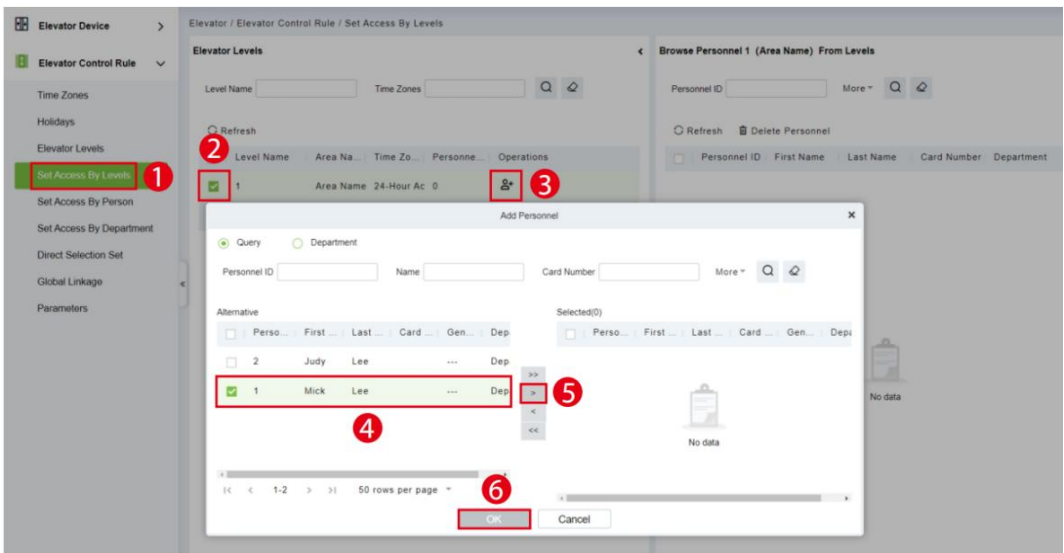 Elevator Device
Elevator Control Rule
Time Zones
Holidays
Elevator Levels
Set Access By Levels
1
Set Access By Person
Set Access By Department
Direct Selection Set
Global Linkage
Parameters
Elevator / Elevator Control Rule / Set Access By Levels
Elevator Levels
Level Name Time Zones
Refresh
2
Level Name Area Na... Time Zo... Personne... Operations
1 Area Name 24-Hour Ac 0
3
Browse Personnel 1 (Area Name) From Levels
Personnel ID More
Refresh Delete Personnel
Personnel ID First Name Last Name Card Number Department
No data
Add Personnel
Query Department
Personnel ID Name Card Number More
Alternative
Perso... First ... Last ... Card ... Gen... Dep
2 Judy Lee --- Dep
1 Mick Lee --- Dep
4
1-2 50 rows per page
>>
>
5
<
<<
Selected(0)
Perso... First ... Last ... Card ... Gen... Depa
No data
6
OK Cancel